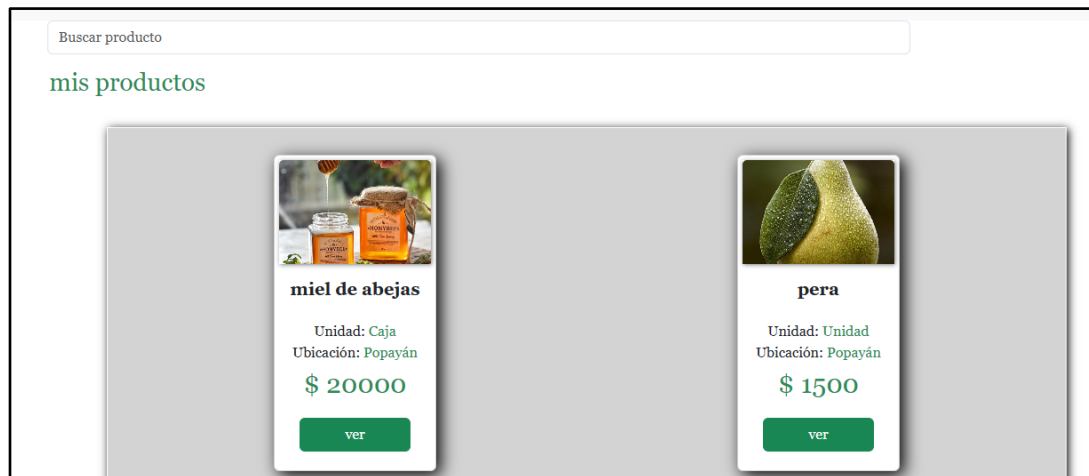 Buscar producto
mis productos
miel de abejas
Unidad: Caja
Ubicación: Popayán
$ 20000
ver
pera
Unidad: Unidad
Ubicación: Popayán
$ 1500
ver